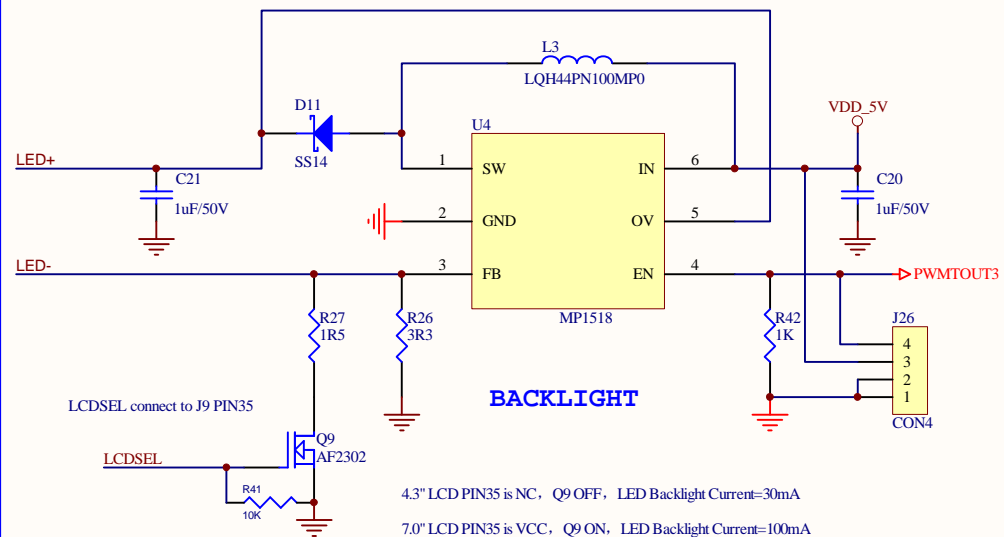 L3
LQH44PN100MP0
D11
SS14
VDD_5V
U4
LED+
1
SW
IN
6
C21
1uF/50V
C20
1uF/50V
2
GND
OV
5
LED-
3
FB
EN
4
PWMTOUT3
R27
1R5
R26
3R3
MP1518
R42
1K
J26
4
3
2
1
CON4
BACKLIGHT
LCDSEL connect to J9 PIN35
Q9
AF2302
LCDSEL
R41
10K
4.3" LCD PIN35 is NC，Q9 OFF，LED Backlight Current=30mA
7.0" LCD PIN35 is VCC，Q9 ON，LED Backlight Current=100mA